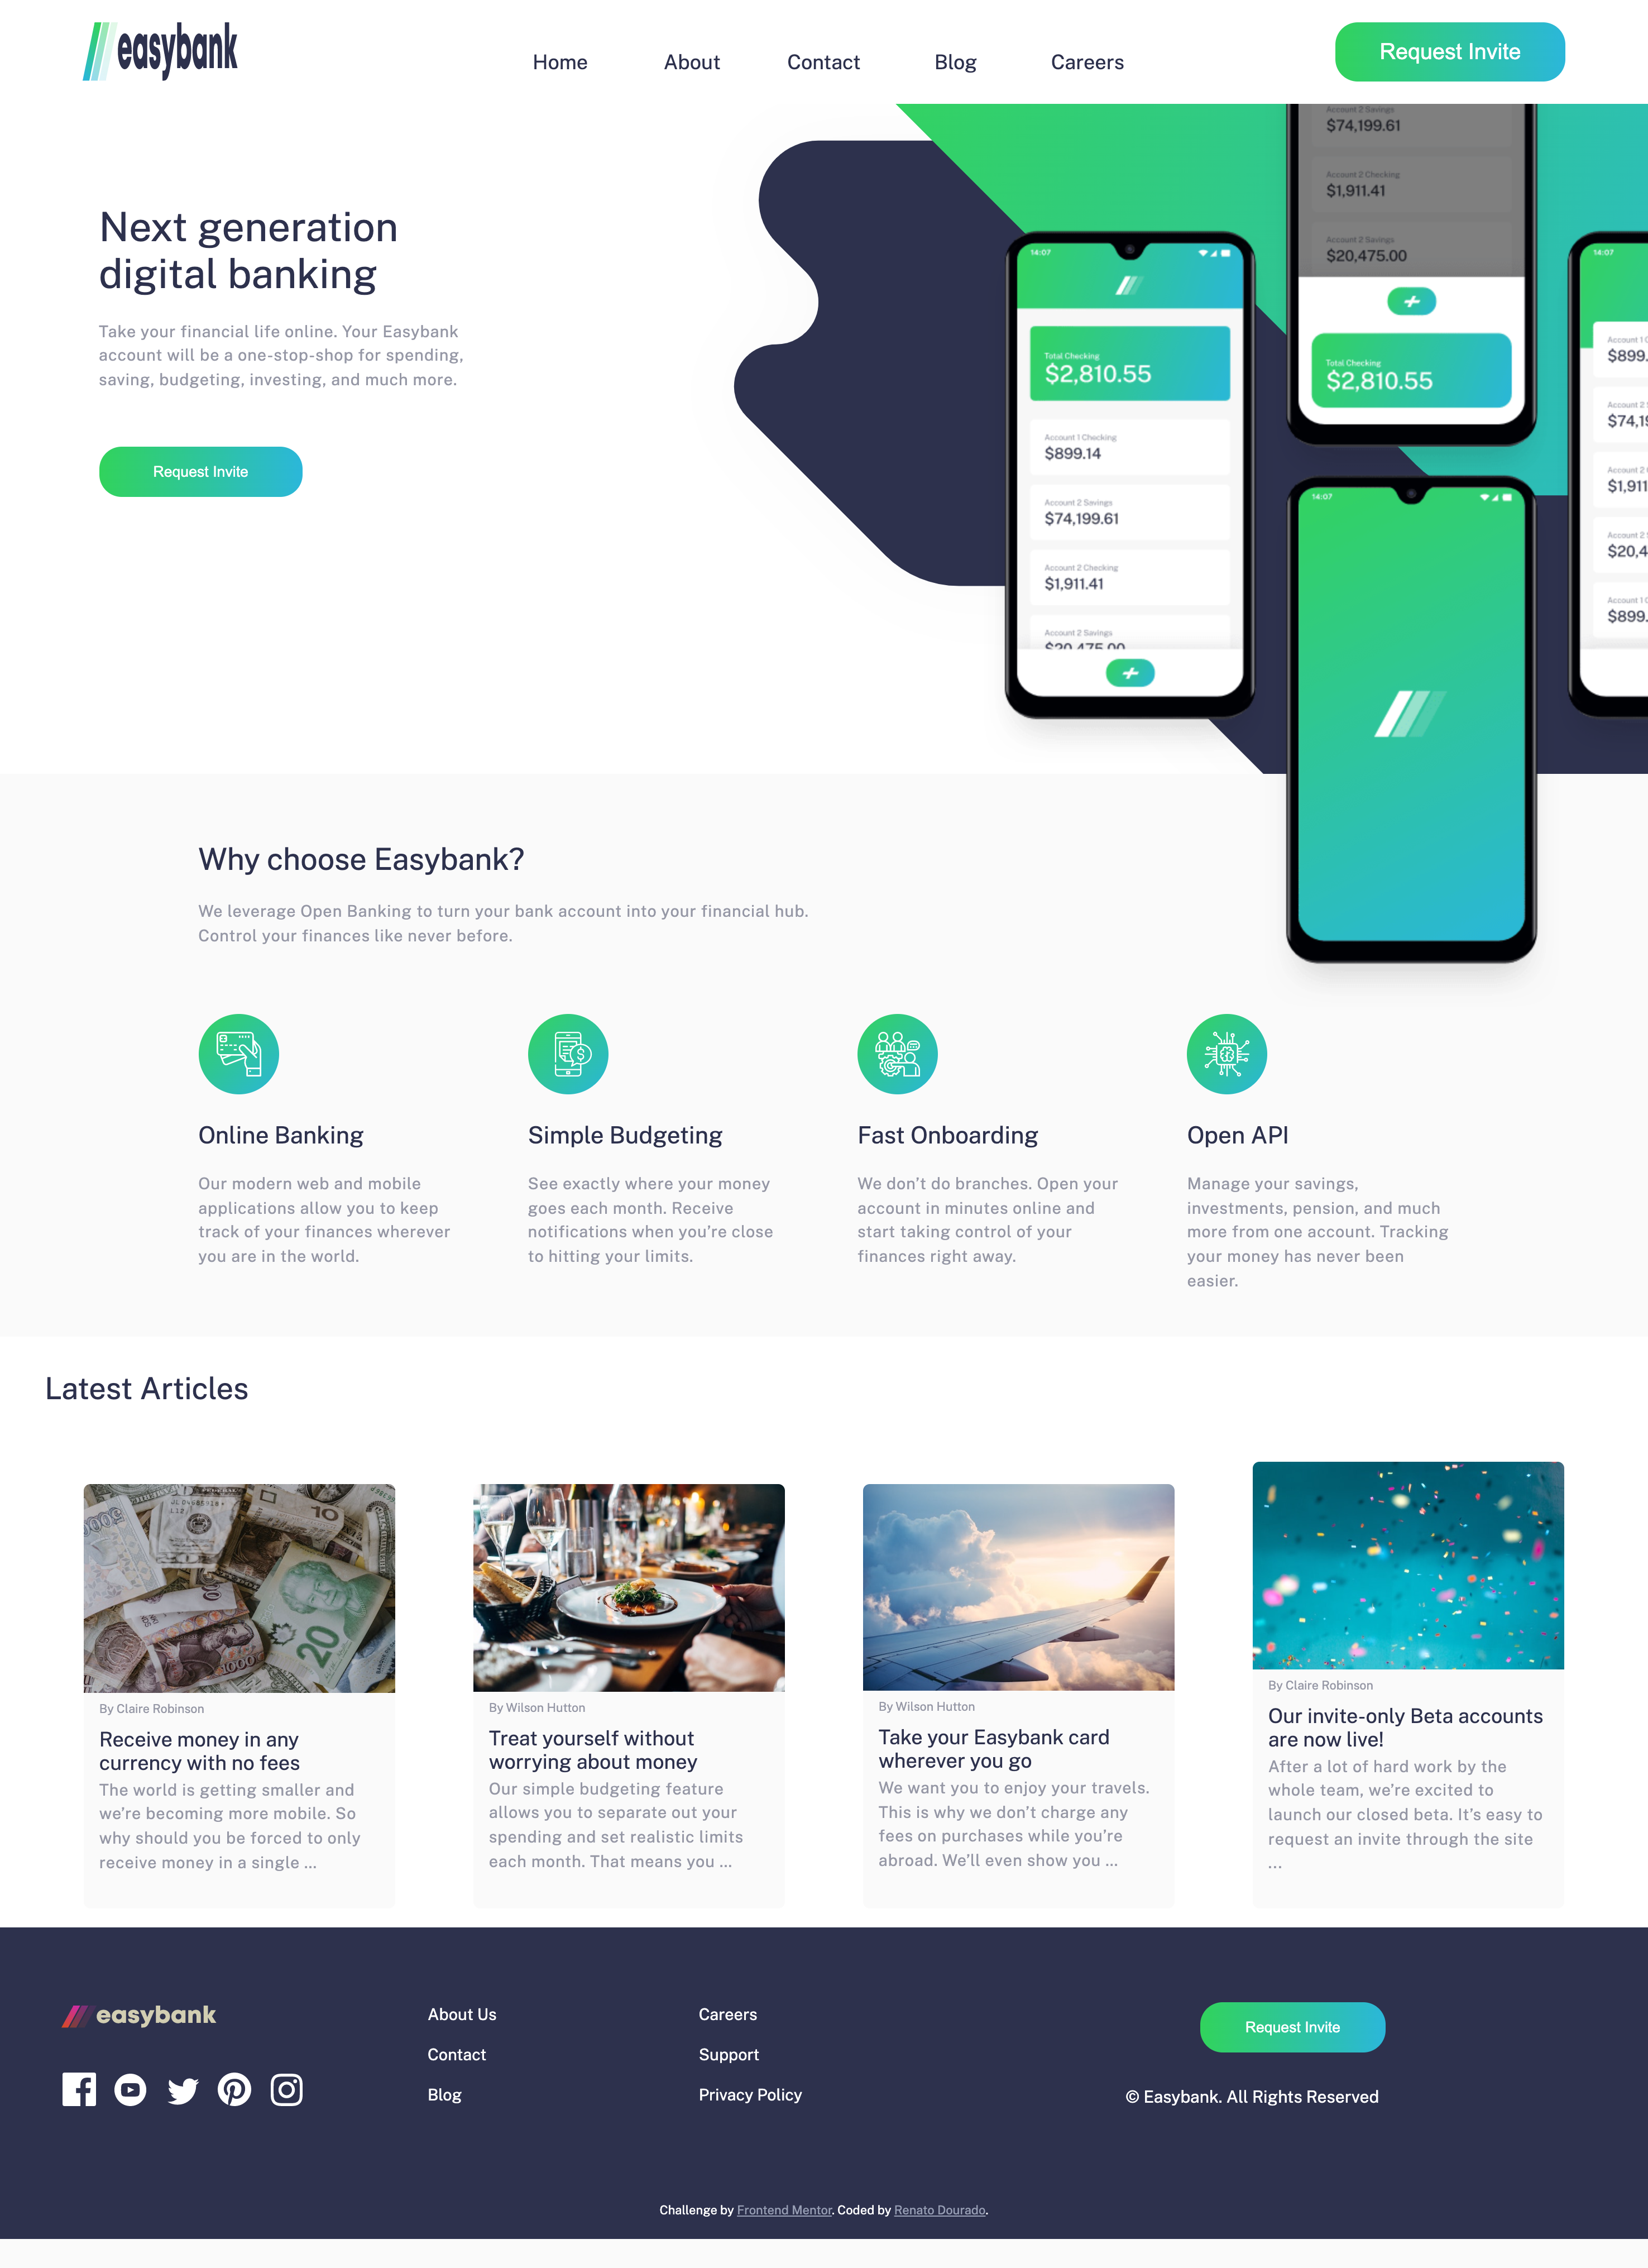 easybank
Home
About
Contact
Blog
Careers
Request Invite
Next generation
digital banking
Take your financial life online. Your Easybank
account will be a one-stop-shop for spending,
saving, budgeting, investing, and much more.
Request Invite
Account 2 Savings
$74,199.61
Account 2 Checking
$1,911.41
Account 2 Savings
$20,475.00
Total Checking
$2,810.55
14:07
Total Checking
$2,810.55
Account 1 Checking
$899.14
Account 2 Savings
$74,199.61
Account 2 Checking
$1,911.41
Account 2 Savings
$20,475.00
14:07
14:07
Account 1 C
$899.
Account 2 S
$74,19
Account 2
$1,911
Account 2 S
$20,4
Account 1 C
$899.
Why choose Easybank?
We leverage Open Banking to turn your bank account into your financial hub.
Control your finances like never before.
Online Banking
Our modern web and mobile
applications allow you to keep
track of your finances wherever
you are in the world.
Simple Budgeting
See exactly where your money
goes each month. Receive
notifications when you’re close
to hitting your limits.
Fast Onboarding
We don’t do branches. Open your
account in minutes online and
start taking control of your
finances right away.
Open API
Manage your savings,
investments, pension, and much
more from one account. Tracking
your money has never been
easier.
Latest Articles
By Claire Robinson
Receive money in any
currency with no fees
The world is getting smaller and
we’re becoming more mobile. So
why should you be forced to only
receive money in a single ...
By Wilson Hutton
Treat yourself without
worrying about money
Our simple budgeting feature
allows you to separate out your
spending and set realistic limits
each month. That means you ...
By Wilson Hutton
Take your Easybank card
wherever you go
We want you to enjoy your travels.
This is why we don’t charge any
fees on purchases while you’re
abroad. We’ll even show you ...
By Claire Robinson
Our invite-only Beta accounts
are now live!
After a lot of hard work by the
whole team, we’re excited to
launch our closed beta. It’s easy to
request an invite through the site
...
easybank
About Us
Contact
Blog
Careers
Support
Privacy Policy
Request Invite
© Easybank. All Rights Reserved
Challenge by Frontend Mentor. Coded by Renato Dourado.